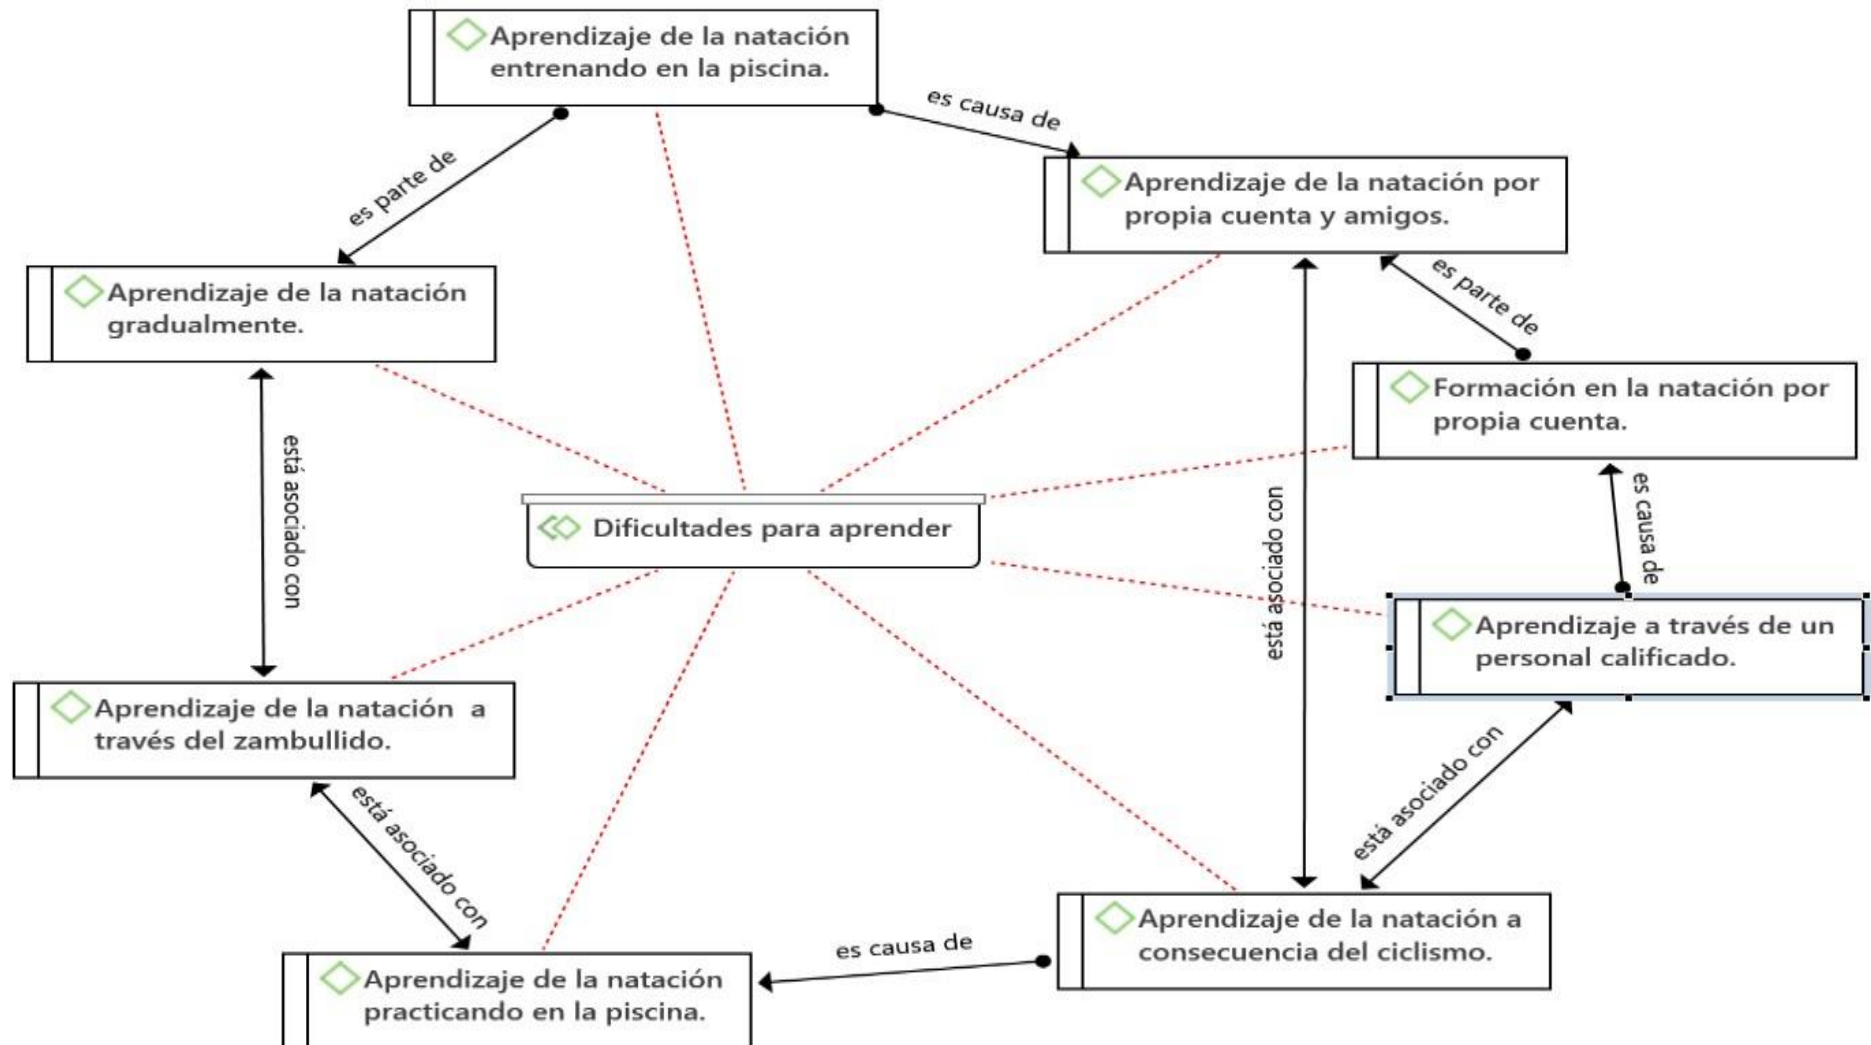 Aprendizaje de la natación
entrenando en la piscina.
es causa de
es parte de
Aprendizaje de la natación por
propia cuenta y amigos.
Aprendizaje de la natación
gradualmente.
es parte de
Formación en la natación por
propia cuenta.
está asociado con
Dificultades para aprender
está asociado con
es causa de
Aprendizaje a través de un
personal calificado.
Aprendizaje de la natación a
través del zambullido.
está asociado con
está asociado con
Aprendizaje de la natación a
consecuencia del ciclismo.
es causa de
Aprendizaje de la natación
practicando en la piscina.